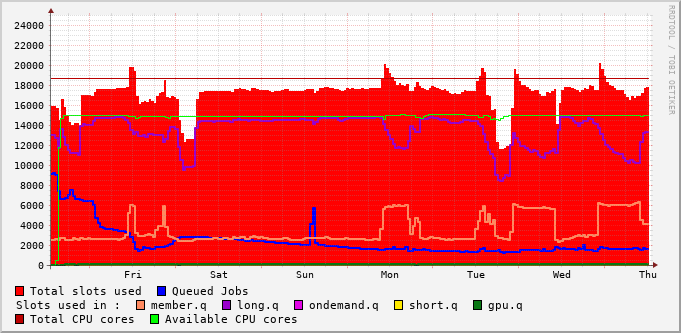 RRDTOOL / TOBI OETIKER
24000
22000
20000
18000
16000
14000
12000
10000
8000
6000
4000
2000
0
Fri Sat Sun Mon Tue Wed Thu
Total slots used Queued Jobs
Slots used in : member.q long.q ondemand.q short.q gpu.q
Total CPU cores Available CPU cores